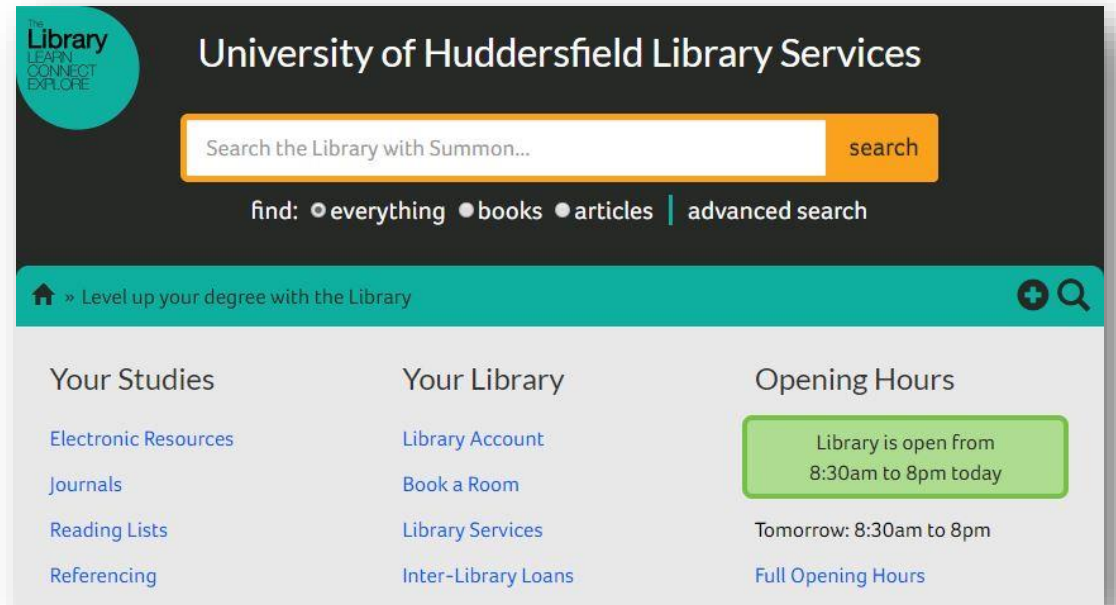 The
Library
LEARN
CONNECT
EXPLORE
University of Huddersfield Library Services
Search the Library with Summon...
search
find: everything books articles | advanced search
» Level up your degree with the Library
Your Studies
Electronic Resources
Journals
Reading Lists
Referencing
Your Library
Library Account
Book a Room
Library Services
Inter-Library Loans
Opening Hours
Library is open from
8:30am to 8pm today
Tomorrow: 8:30am to 8pm
Full Opening Hours